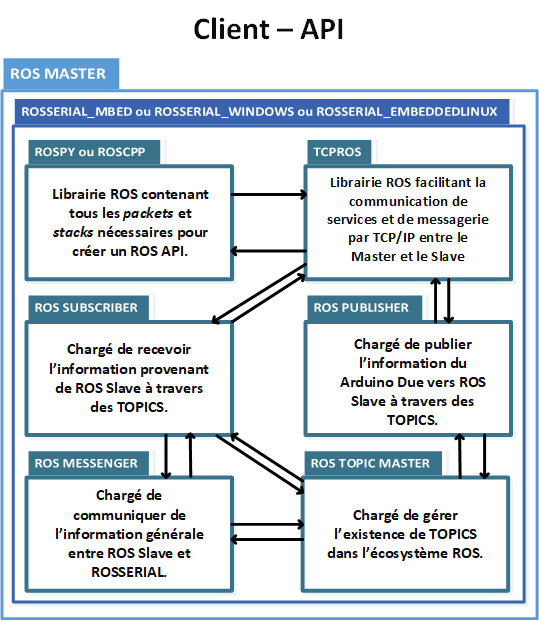 Client – API
ROS MASTER
ROSSERIAL_MBED ou ROSSERIAL_WINDOWS ou ROSSERIAL_EMBEDDEDLINUX
ROSPY ou ROSCPP
Librairie ROS contenant
tous les packets et
stacks nécessaires pour
créer un ROS API.
TCPROS
Librairie ROS facilitant la
communication de
services et de messagerie
par TCP/IP entre le
Master et le Slave
ROS SUBSCRIBER
Chargé de recevoir
l’information provenant
de ROS Slave à travers
des TOPICS.
ROS PUBLISHER
Chargé de publier
l’information du
Arduino Due vers ROS
Slave à travers des
TOPICS.
ROS MESSENGER
Chargé de
communiquer de
l’information générale
entre ROS Slave et
ROSSERIAL.
ROS TOPIC MASTER
Chargé de gérer
l’existence de TOPICS
dans l’écosystème ROS.